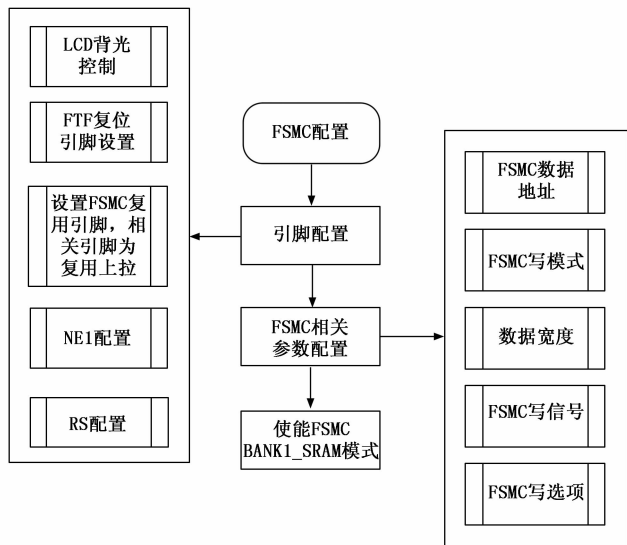 LCD背光
控制
FTF复位
引脚设置
设置FSMC复
用引脚，相
关引脚为
复用上拉
NE1配置
RS配置
FSMC配置
引脚配置
FSMC相关
参数配置
使能FSMC
BANK1_SRAM模式
FSMC数据
地址
FSMC写模式
数据宽度
FSMC写信号
FSMC写选项